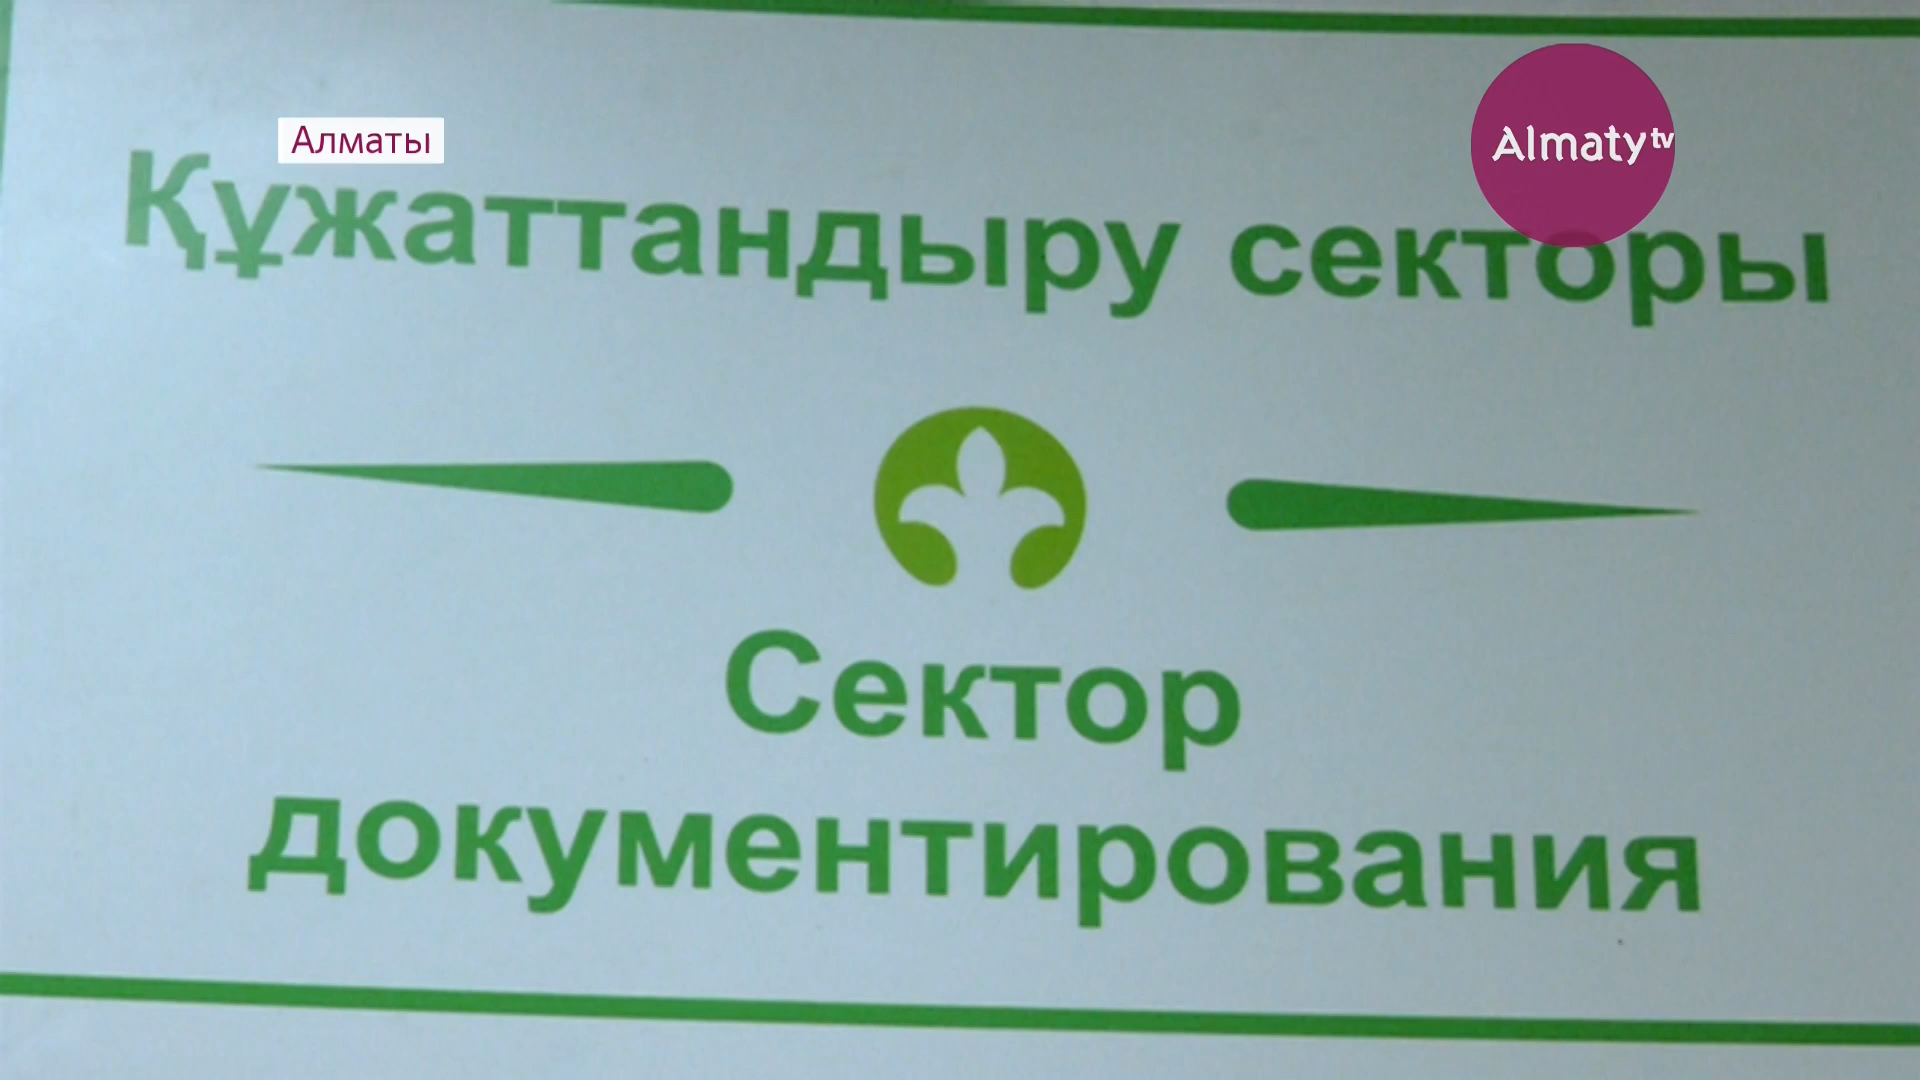 Алматы
Almaty tv
Құжаттандыру секторы
Сектор
документирования